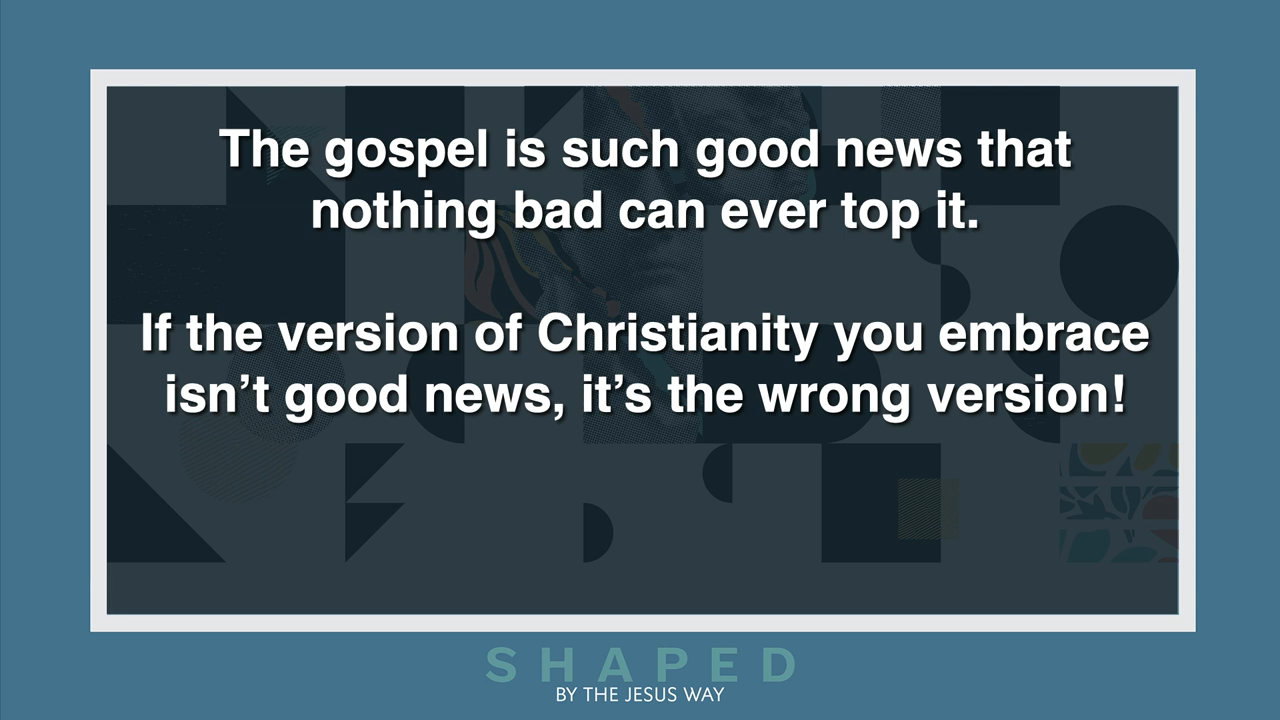 The gospel is such good news that
nothing bad can ever top it.
If the version of Christianity you embrace
isn’t good news, it’s the wrong version!
SHAPED
BY THE JESUS WAY